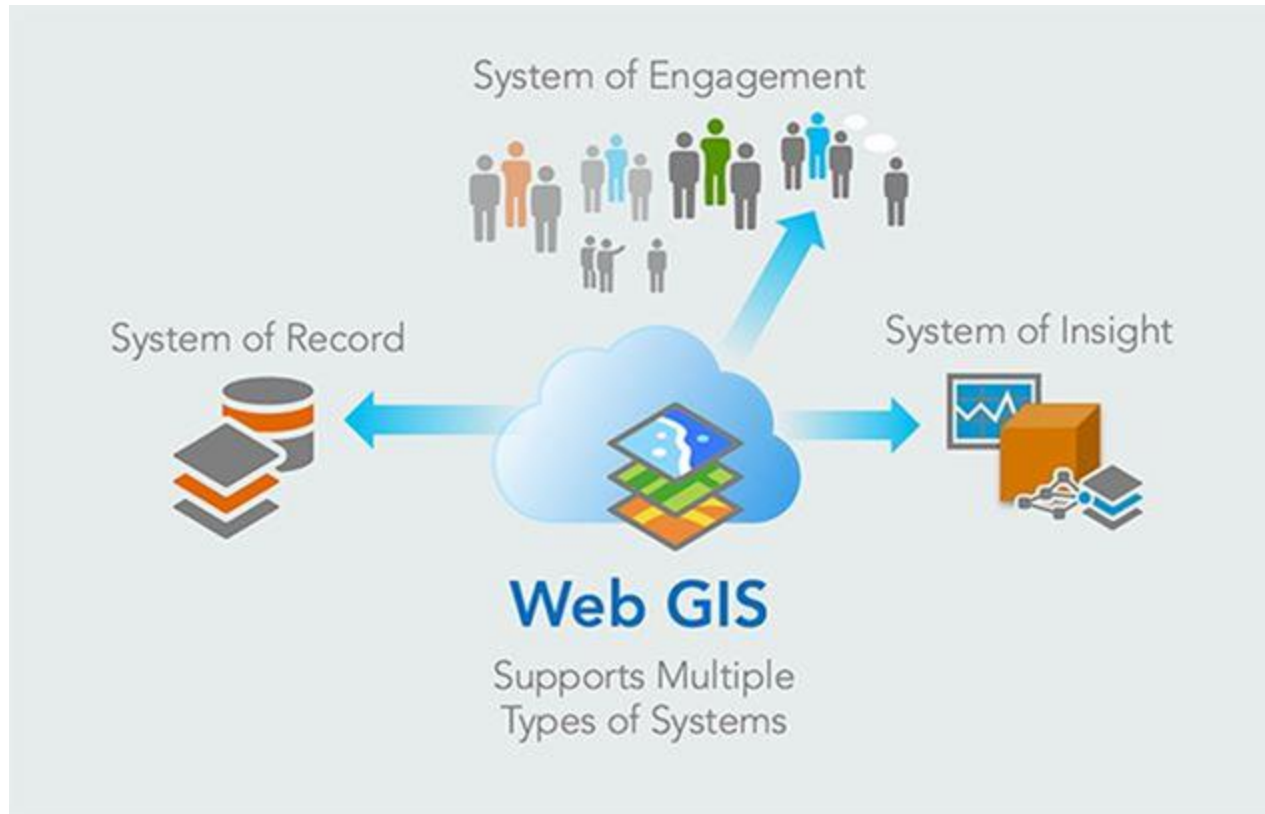 System of Engagement
System of Record
System of Insight
Web GIS
Supports Multiple
Types of Systems